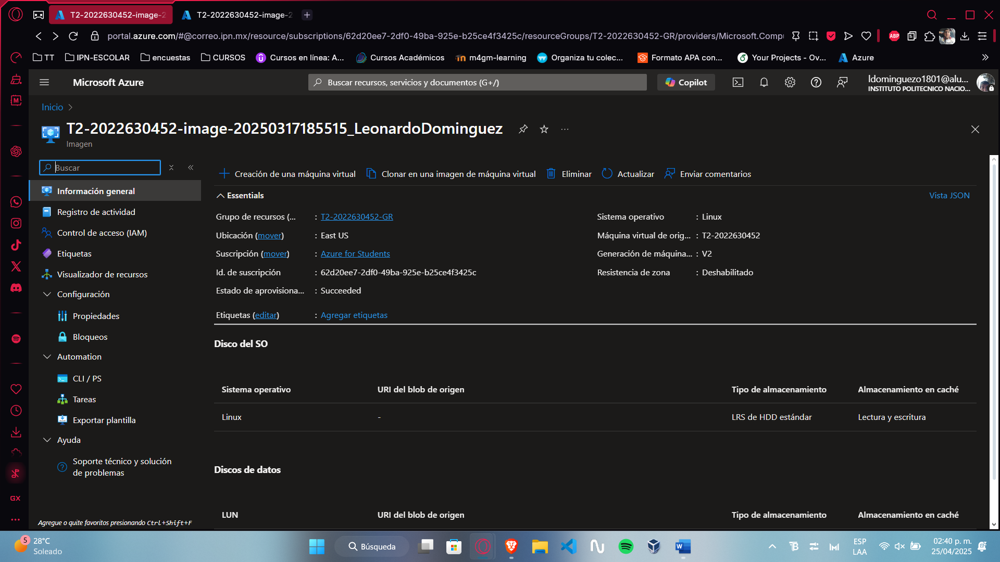 T2-2022630452-image-2
T2-2022630452-image-2
portal.azure.com/#@correo.ipn.mx/resource/subscriptions/62d20ee7-2df0-49ba-925e-b25ce4f3425c/resourceGroups/T2-2022630452-GR/providers/Microsoft.Compu
ABP
TT
IPN-ESCOLAR
encuestas
CURSOS
Cursos en línea: A...
Cursos Académicos
m4gm-learning
Organiza tu colec...
Formato APA con...
Your Projects - Ov...
Azure
Microsoft Azure
Buscar recursos, servicios y documentos (G+/)
Copilot
ldominguezo1801@alu...
INSTITUTO POLITECNICO NACIO...
Inicio
T2-2022630452-image-20250317185515_LeonardoDominguez
Imagen
Buscar
Información general
Registro de actividad
Control de acceso (IAM)
Etiquetas
Visualizador de recursos
Configuración
Propiedades
Bloqueos
Automation
CLI / PS
Tareas
Exportar plantilla
Ayuda
Soporte técnico y solución
de problemas
Agregue o quite favoritos presionando Ctrl+Shift+F
Creación de una máquina virtual
Clonar en una imagen de máquina virtual
Eliminar
Actualizar
Enviar comentarios
Essentials
Vista JSON
Grupo de recursos (... : T2-2022630452-GR
Ubicación (mover) : East US
Suscripción (mover) : Azure for Students
Id. de suscripción : 62d20ee7-2df0-49ba-925e-b25ce4f3425c
Estado de aprovisiona... : Succeeded
Etiquetas (editar) : Agregar etiquetas
Sistema operativo : Linux
Máquina virtual de orig... : T2-2022630452
Generación de máquina... : V2
Resistencia de zona : Deshabilitado
Disco del SO
Sistema operativo URI del blob de origen Tipo de almacenamiento Almacenamiento en caché
Linux - LRS de HDD estándar Lectura y escritura
Discos de datos
LUN URI del blob de origen Tipo de almacenamiento Almacenamiento en caché
GX
5
28°C
Soleado
Búsqueda
ESP
LAA
02:40 p. m.
25/04/2025